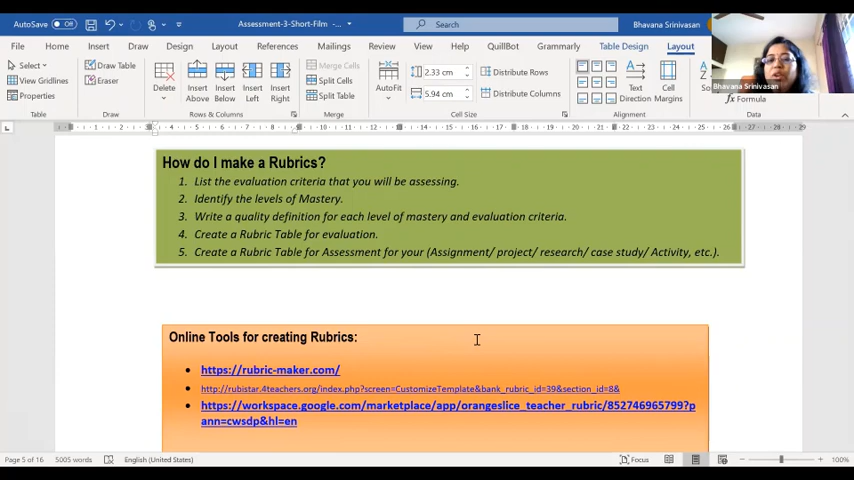 AutoSave Off Assessment-3-Short-Film - Search Bhavana Srinivasan
File Home Insert Draw Design Layout References Mailings Review View Help QuillBot Grammarly Table Design Layout
Select
View Gridlines
Properties
Table
Draw Table
Eraser
Draw
Delete
Insert Above
Insert Below
Insert Left
Insert Right
Rows & Columns
Merge Cells
Split Cells
Split Table
Merge
AutoFit
2.33 cm
5.94 cm
Distribute Rows
Distribute Columns
Cell Size
Text Direction
Cell Margins
Alignment
Formula
Data
Bhavana Srinivasan
How do I make a Rubrics?
1. List the evaluation criteria that you will be assessing.
2. Identify the levels of Mastery.
3. Write a quality definition for each level of mastery and evaluation criteria.
4. Create a Rubric Table for evaluation.
5. Create a Rubric Table for Assessment for your (Assignment/ project/ research/ case study/ Activity, etc.).
Online Tools for creating Rubrics:
• https://rubric-maker.com/
• http://rubistar.4teachers.org/index.php?screen=CustomizeTemplate&bank_rubric_id=39&section_id=8&
• https://workspace.google.com/marketplace/app/orangeslice_teacher_rubric/852746965799?p
ann=cwsdp&hl=en
Page 5 of 16 5005 words English (United States) Focus 100%